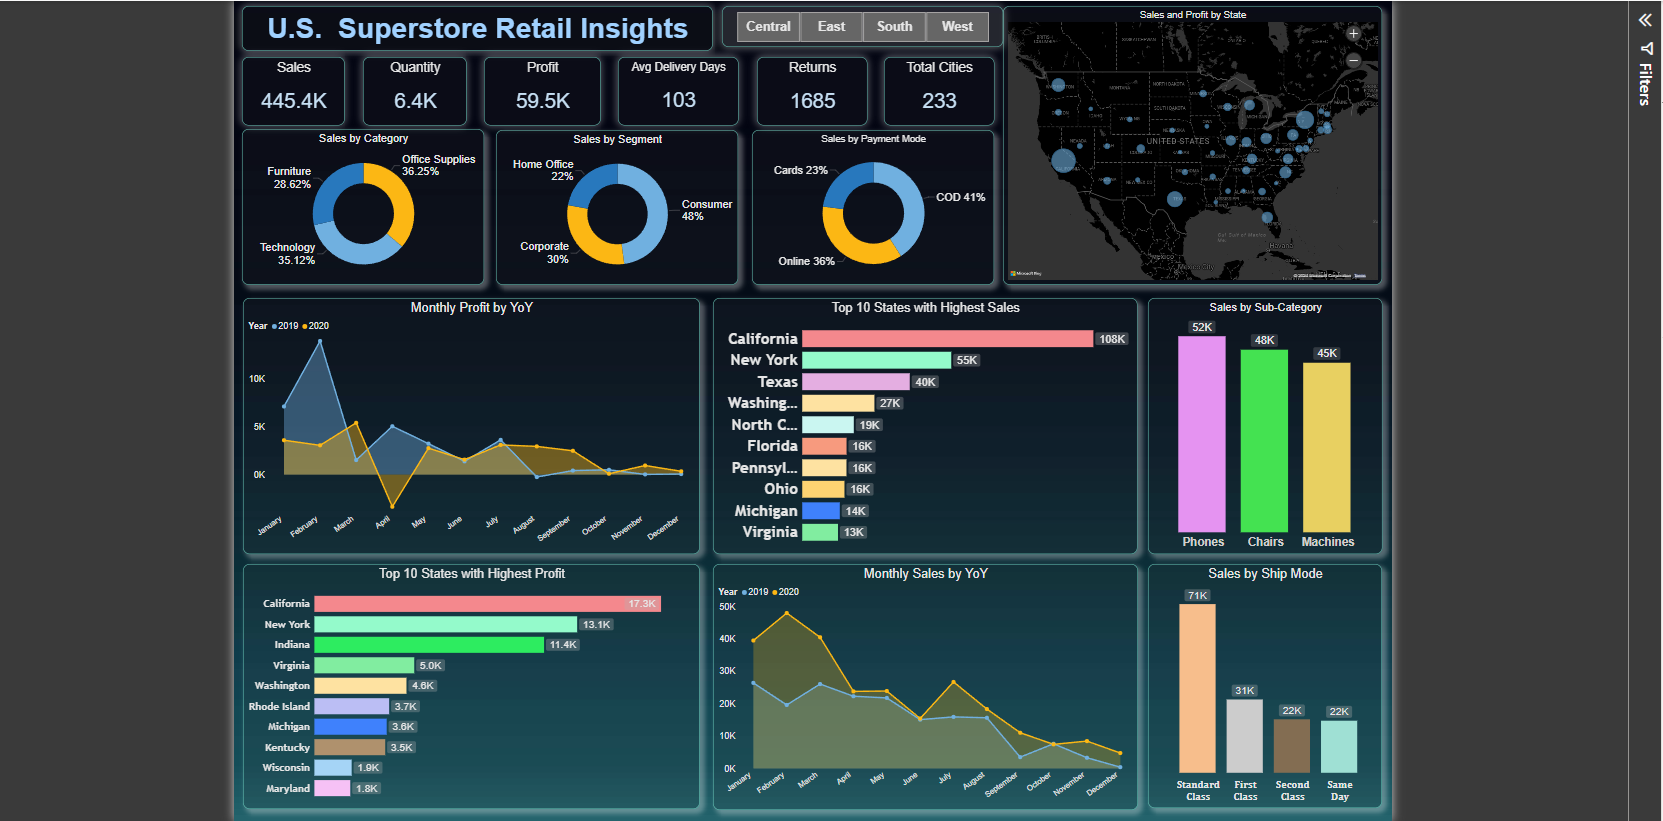 U.S. Superstore Retail Insights
Central East South West
Sales
445.4K
Quantity
6.4K
Profit
59.5K
Avg Delivery Days
103
Returns
1685
Total Cities
233
Sales and Profit by State
UNITED STATES
Havana
Mexico City
Filters
Sales by Category
Office Supplies
36.25%
Furniture
28.62%
Technology
35.12%
Sales by Segment
Home Office
22%
Consumer
48%
Corporate
30%
Sales by Payment Mode
Cards 23%
COD 41%
Online 36%
Monthly Profit by YoY
Year 2019 2020
10K
5K
0K
January
February
March
April
May
June
July
August
September
October
November
December
Top 10 States with Highest Sales
California 108K
New York 55K
Texas 40K
Washing... 27K
North C... 19K
Florida 16K
Pennsyl... 16K
Ohio 16K
Michigan 14K
Virginia 13K
Sales by Sub-Category
52K
48K
45K
Phones Chairs Machines
Top 10 States with Highest Profit
California 17.3K
New York 13.1K
Indiana 11.4K
Virginia 5.0K
Washington 4.6K
Rhode Island 3.7K
Michigan 3.6K
Kentucky 3.5K
Wisconsin 1.9K
Maryland 1.8K
Monthly Sales by YoY
Year 2019 2020
50K
40K
30K
20K
10K
0K
January
February
March
April
May
June
July
August
September
October
November
December
Sales by Ship Mode
71K
31K
22K
22K
Standard Class
First Class
Second Class
Same Day